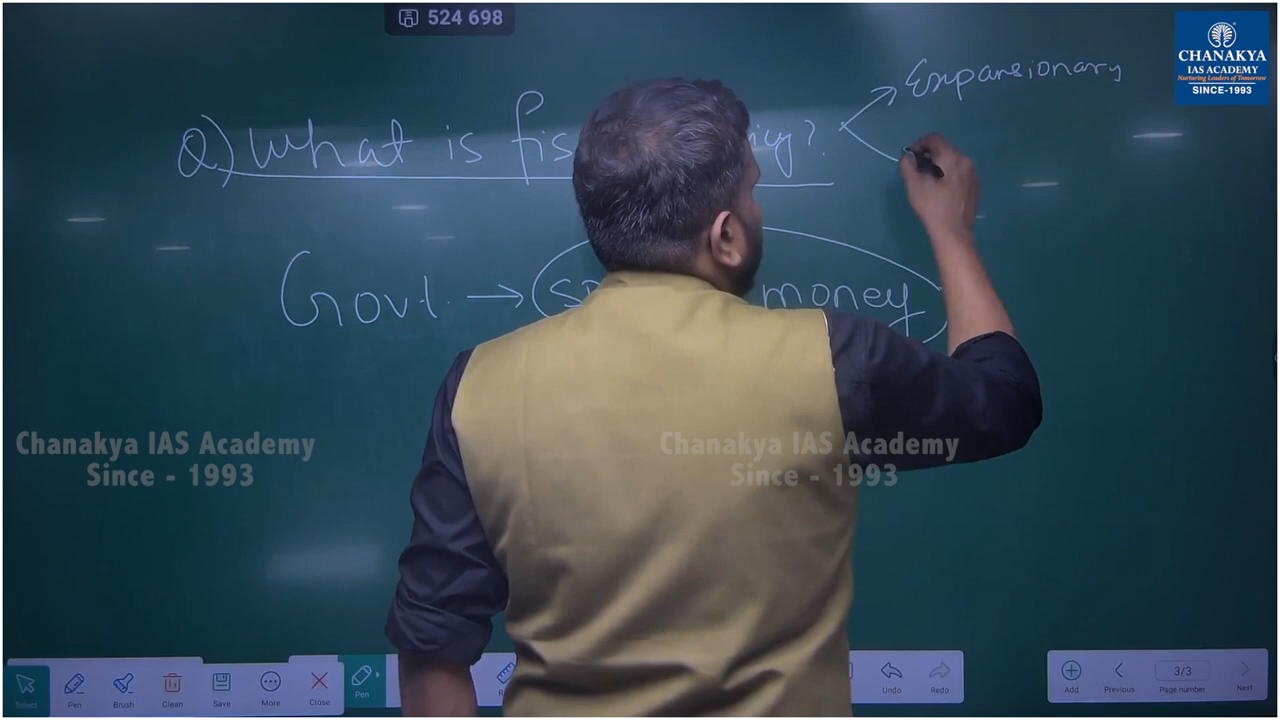 524 698
CHANAKYA
IAS ACADEMY
Nurturing Leaders of Tomorrow
SINCE-1993
Expansionary
Q) What is fis
Govt. → money
Chanakya IAS Academy
Since - 1993
Chanakya IAS Academy
Since - 1993
Select Pen Brush Clean Save More Close Pen Undo Redo Add Previous 3/3 Page number Next